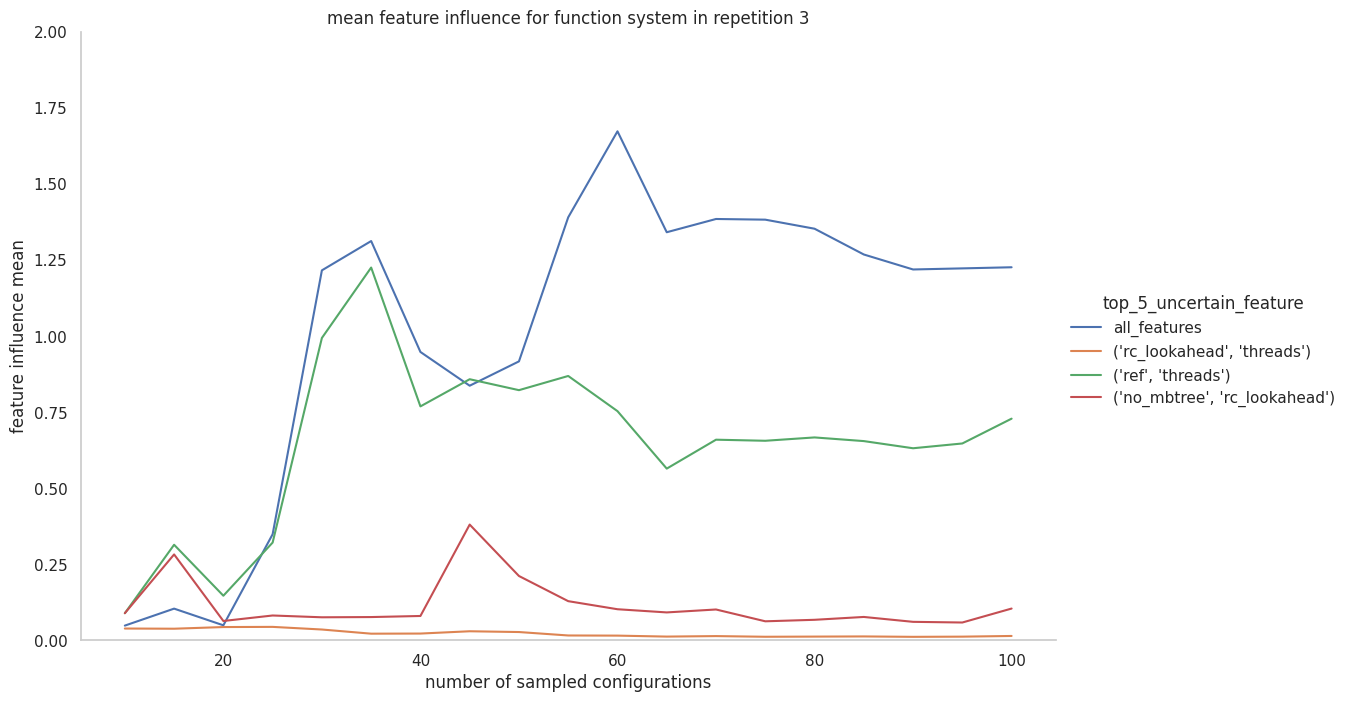 mean feature influence for function system in repetition 3
2.00
1.75
1.50
1.25
1.00
0.75
0.50
0.25
0.00
feature influence mean
20 40 60 80 100
number of sampled configurations
top_5_uncertain_feature
all_features
('rc_lookahead', 'threads')
('ref', 'threads')
('no_mbtree', 'rc_lookahead')